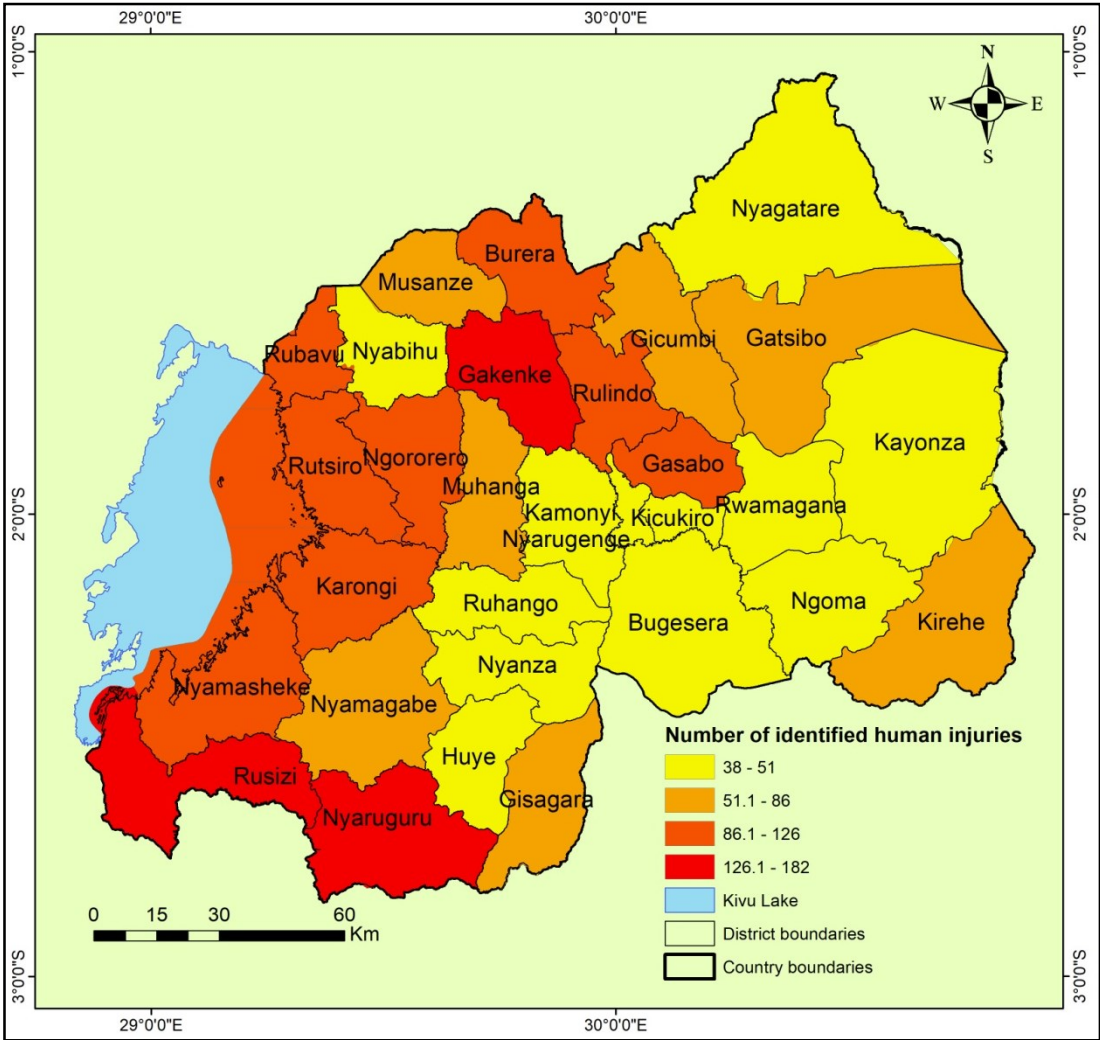 29°0'0"E
30°0'0"E
1°0'0"S
1°0'0"S
N
W
E
S
Nyagatare
Burera
Musanze
Gicumbi
Gatsibo
Rubavu
Nyabihu
Gakenke
Rulindo
Kayonza
Rutsiro
Ngororero
Gasabo
Muhanga
Rwamagana
Kamonyi
Kicukiro
2°0'0"S
2°0'0"S
Nyarugenge
Karongi
Ruhango
Ngoma
Bugesera
Kirehe
Nyanza
Nyamasheke
Nyamagabe
Huye
Rusizi
Gisagara
Nyaruguru
Number of identified human injuries
38 - 51
51.1 - 86
86.1 - 126
126.1 - 182
Kivu Lake
District boundaries
Country boundaries
0 15 30 60
Km
3°0'0"S
3°0'0"S
29°0'0"E
30°0'0"E